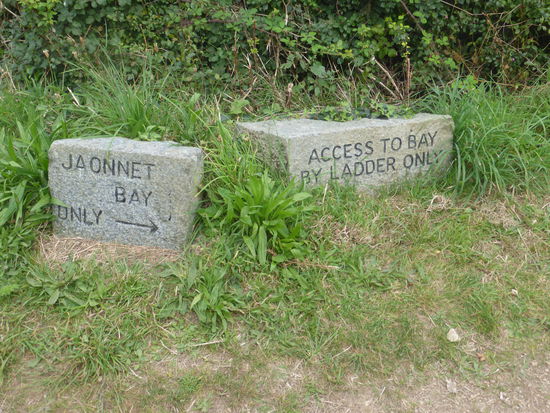 JAONNET
BAY
ONLY →
ACCESS TO BAY
BY LADDER ONLY